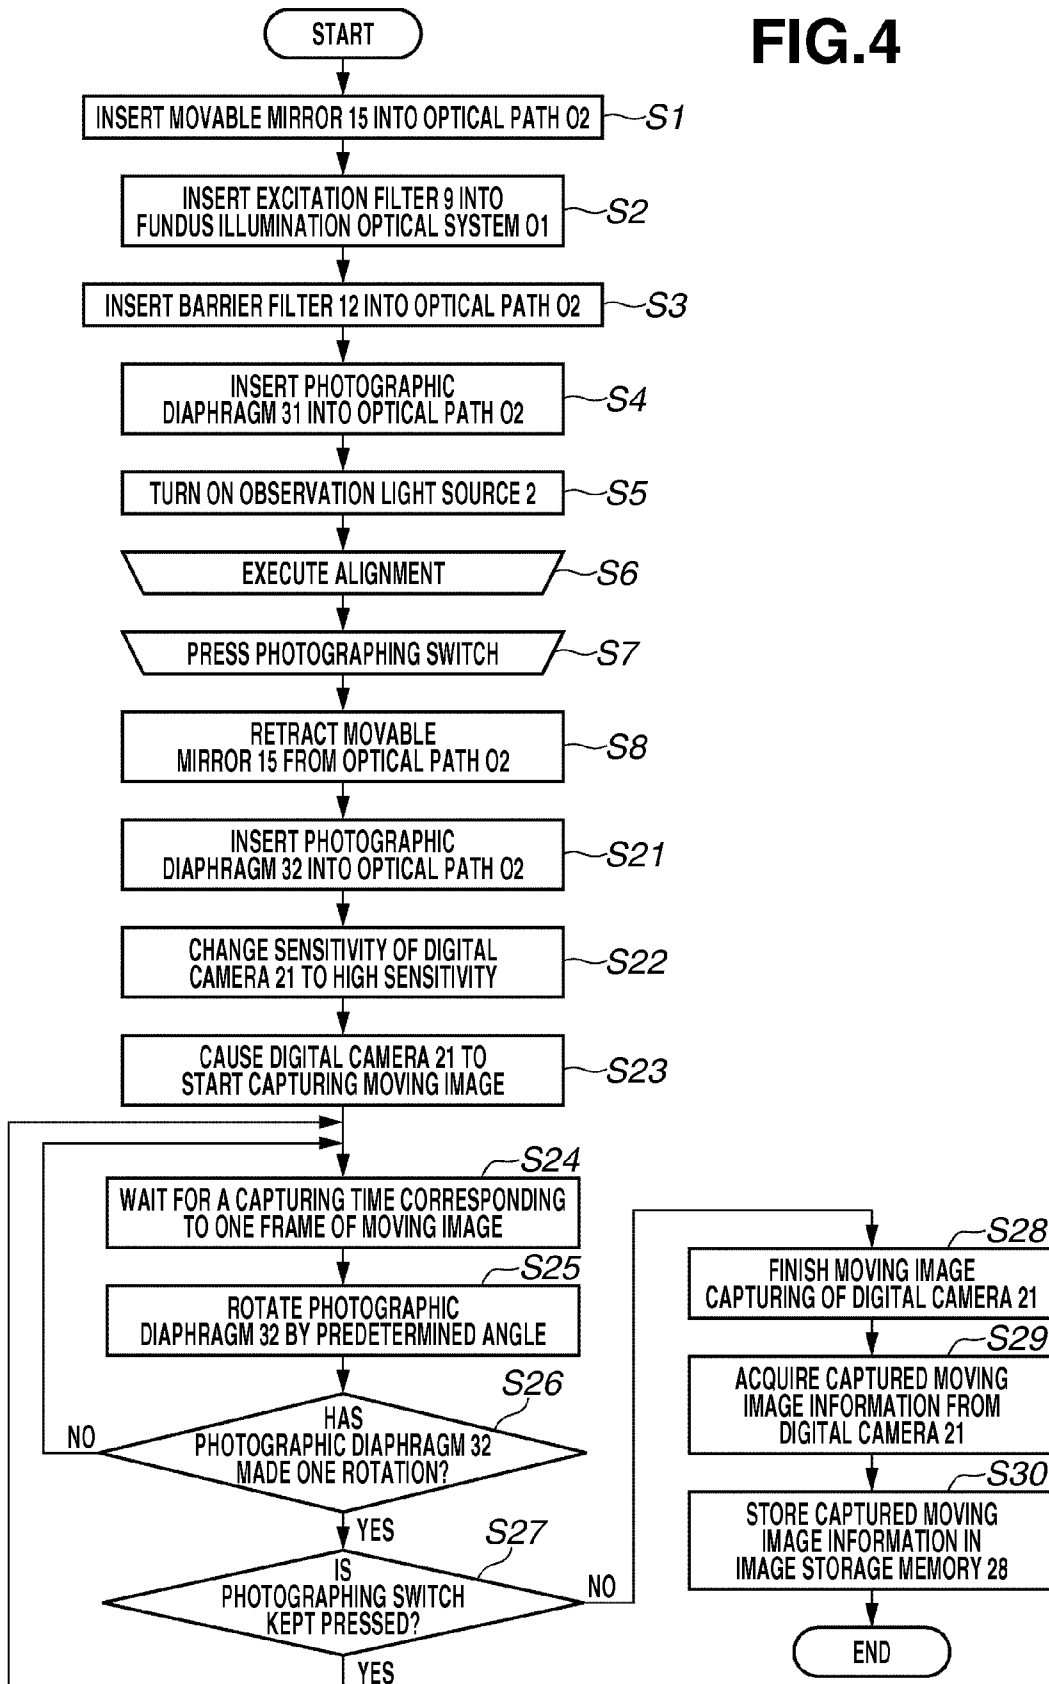 FIG.4
START
INSERT MOVABLE MIRROR 15 INTO OPTICAL PATH O2
S1
INSERT EXCITATION FILTER 9 INTO
FUNDUS ILLUMINATION OPTICAL SYSTEM O1
S2
INSERT BARRIER FILTER 12 INTO OPTICAL PATH O2
S3
INSERT PHOTOGRAPHIC
DIAPHRAGM 31 INTO OPTICAL PATH O2
S4
TURN ON OBSERVATION LIGHT SOURCE 2
S5
EXECUTE ALIGNMENT
S6
PRESS PHOTOGRAPHING SWITCH
S7
RETRACT MOVABLE
MIRROR 15 FROM OPTICAL PATH O2
S8
INSERT PHOTOGRAPHIC
DIAPHRAGM 32 INTO OPTICAL PATH O2
S21
CHANGE SENSITIVITY OF DIGITAL
CAMERA 21 TO HIGH SENSITIVITY
S22
CAUSE DIGITAL CAMERA 21 TO
START CAPTURING MOVING IMAGE
S23
S24
WAIT FOR A CAPTURING TIME CORRESPONDING
TO ONE FRAME OF MOVING IMAGE
S25
ROTATE PHOTOGRAPHIC
DIAPHRAGM 32 BY PREDETERMINED ANGLE
S26
HAS
PHOTOGRAPHIC DIAPHRAGM 32
MADE ONE ROTATION?
NO
YES
S27
IS
PHOTOGRAPHING SWITCH
KEPT PRESSED?
NO
YES
S28
FINISH MOVING IMAGE
CAPTURING OF DIGITAL CAMERA 21
S29
ACQUIRE CAPTURED MOVING
IMAGE INFORMATION FROM
DIGITAL CAMERA 21
S30
STORE CAPTURED MOVING
IMAGE INFORMATION IN
IMAGE STORAGE MEMORY 28
END